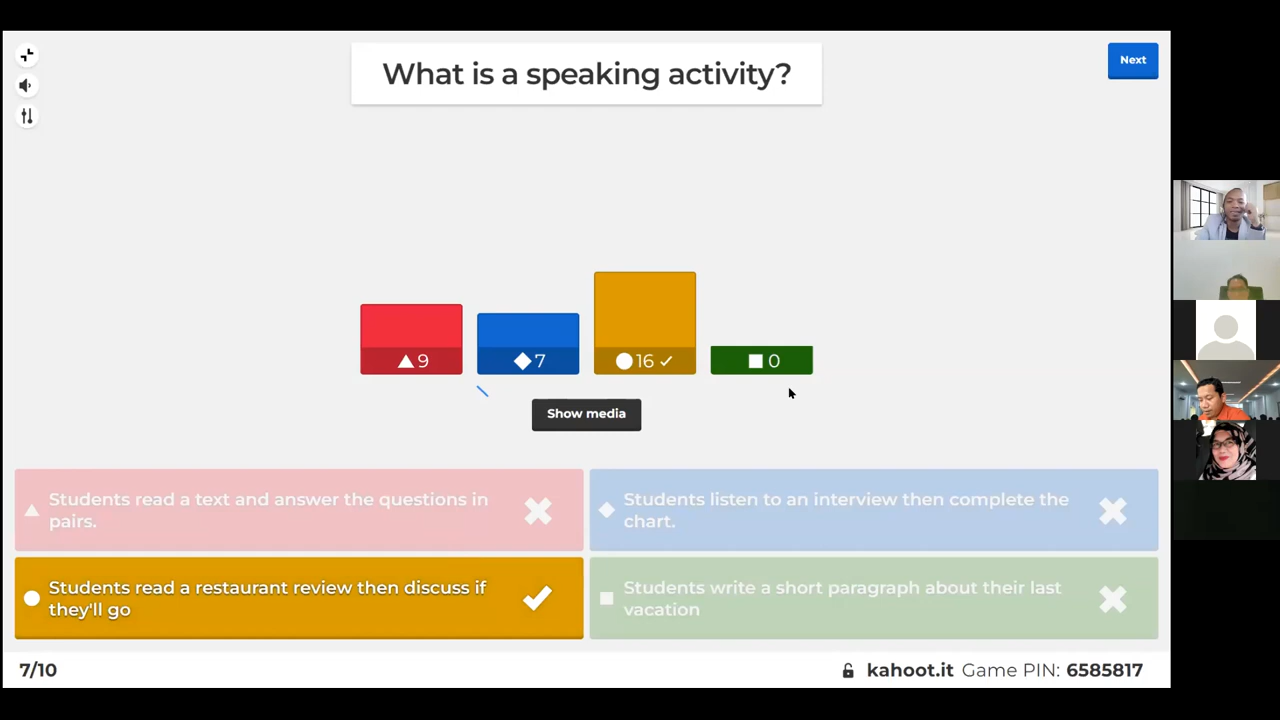 What is a speaking activity?
Next
9
7
16
0
Show media
Students read a text and answer the questions in
pairs.
Students listen to an interview then complete the
chart.
Students read a restaurant review then discuss if
they'll go
Students write a short paragraph about their last
vacation
7/10
kahoot.it Game PIN: 6585817